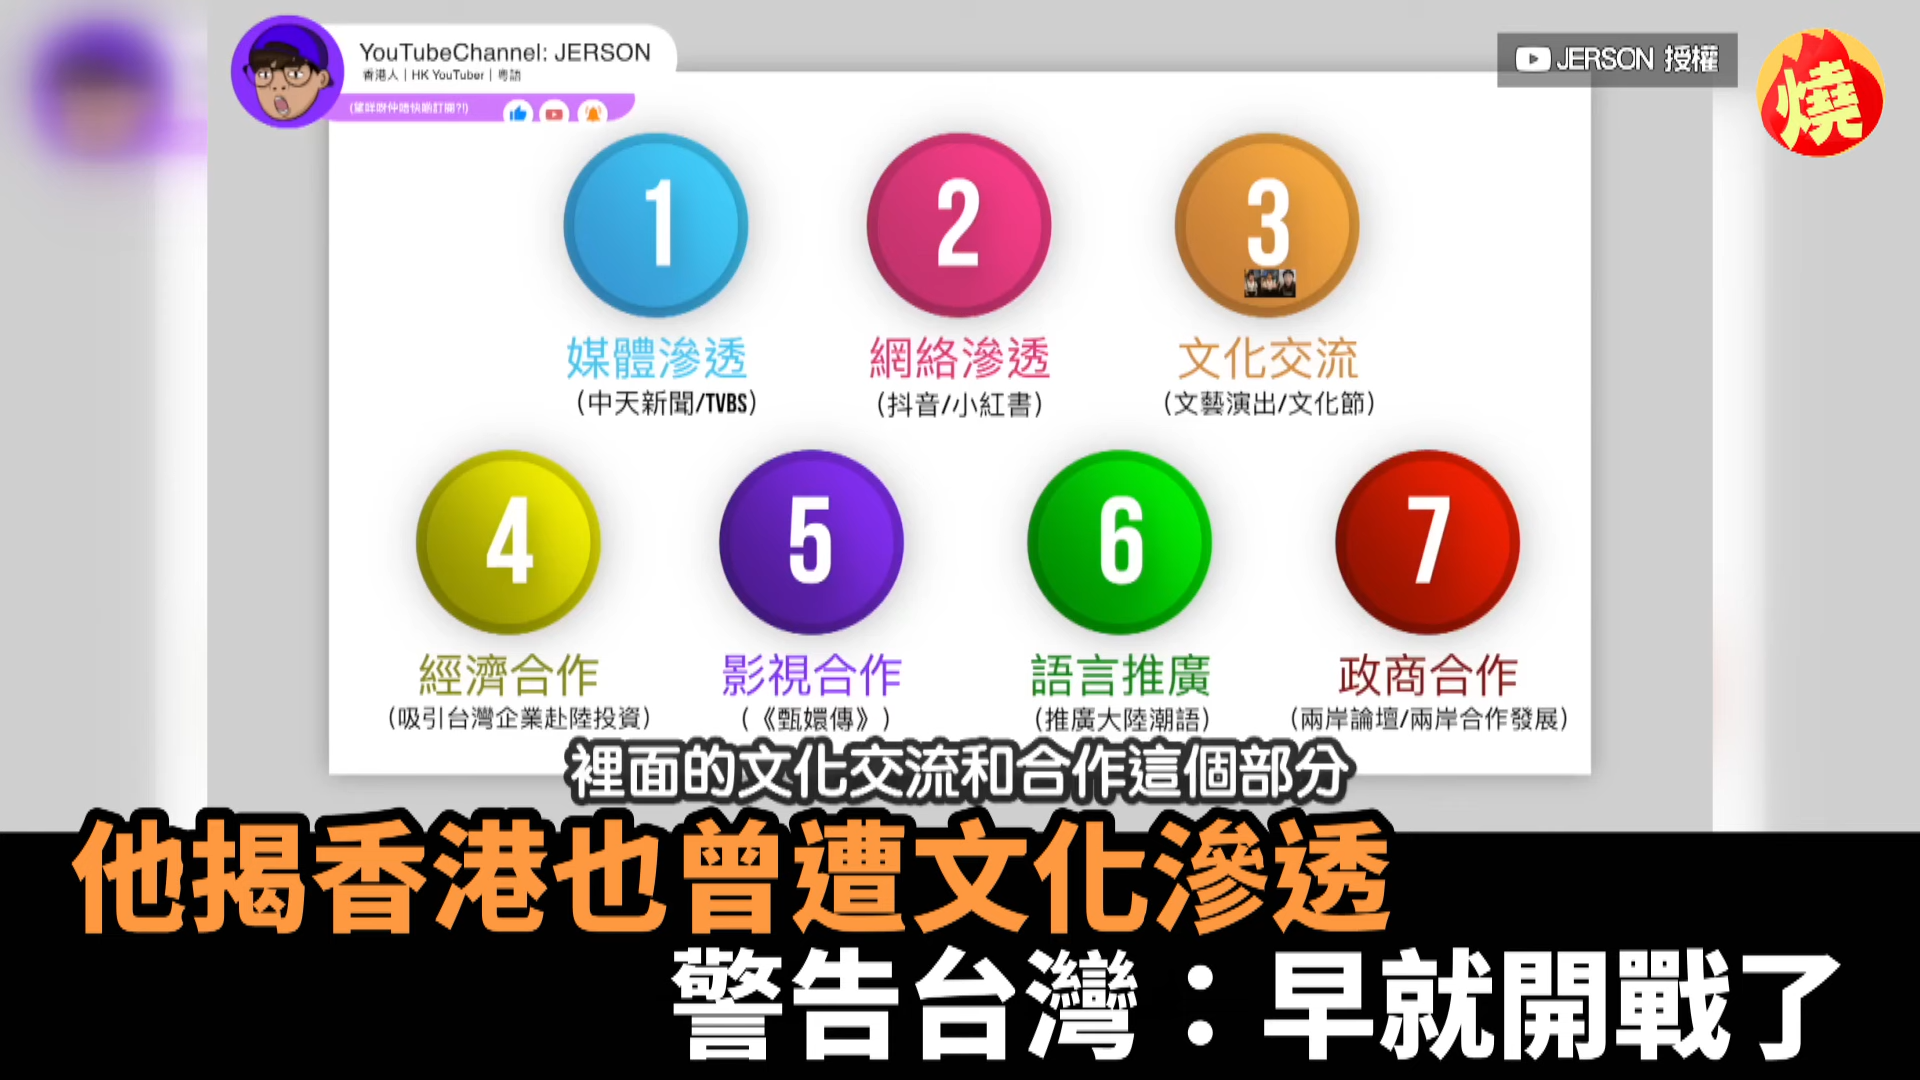 YouTubeChannel: JERSON
香港人｜HK YouTuber｜粵語
JERSON 授權
燒
1
2
3
媒體滲透
網絡滲透
文化交流
（中天新聞/TVBS）
（抖音/小紅書）
（文藝演出/文化節）
4
5
6
7
經濟合作
影視合作
語言推廣
政商合作
（吸引台灣企業赴陸投資）
（《甄嬛傳》）
（推廣大陸潮語）
（兩岸論壇/兩岸合作發展）
裡面的文化交流和合作這個部分
他揭香港也曾遭文化滲透
警告台灣：早就開戰了